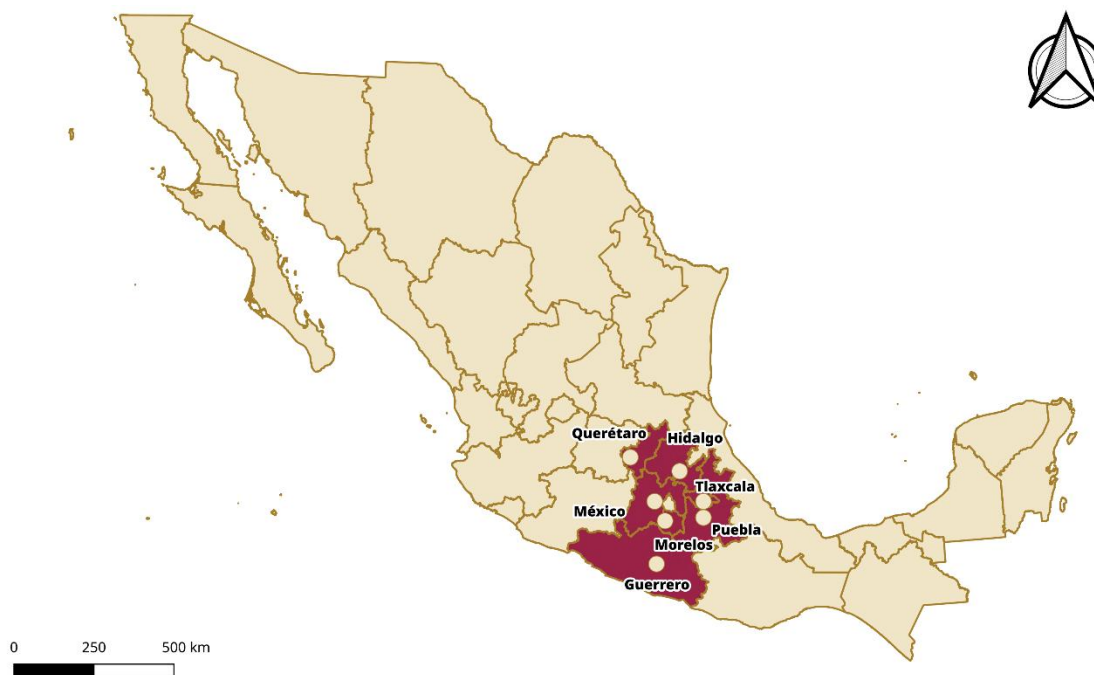 Querétaro
Hidalgo
Tlaxcala
México
Puebla
Morelos
Guerrero
0 250 500 km